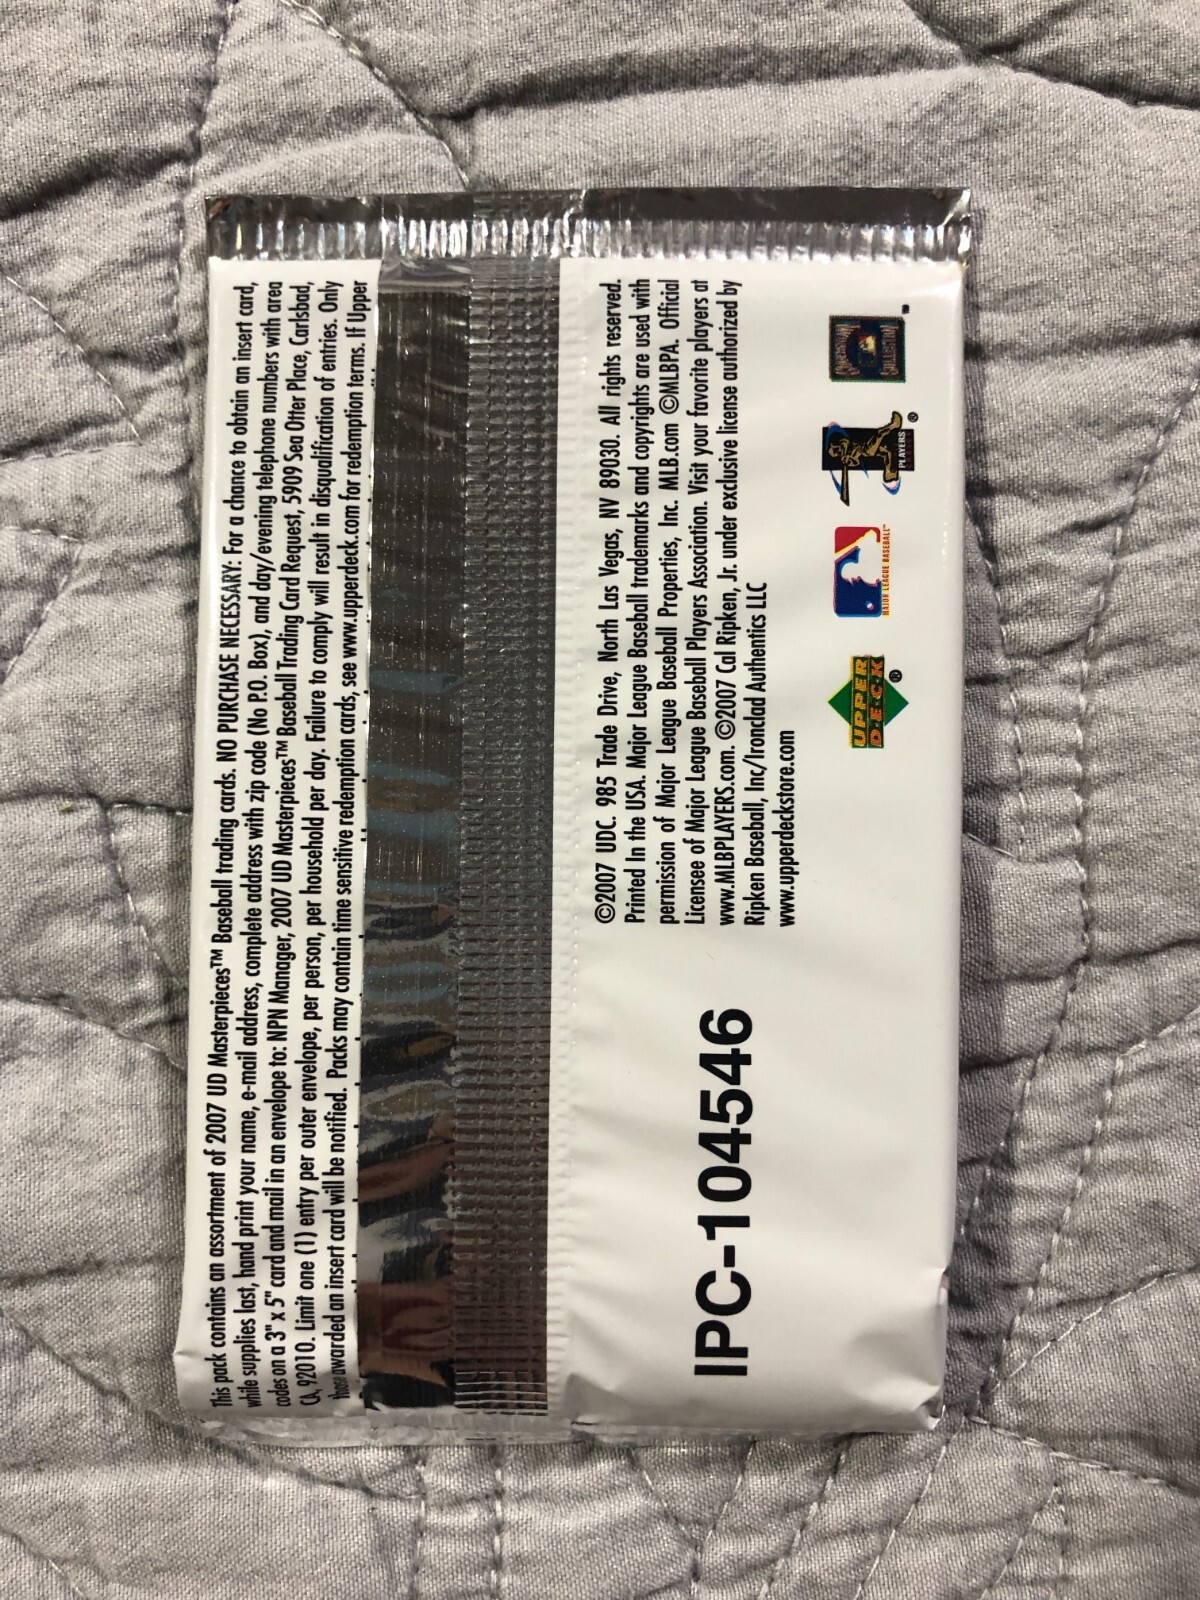 This pack contains an assortment of 2007 UD Masterpieces™ Baseball trading cards. NO PURCHASE NECESSARY: For a chance to obtain an insert card,
while supplies last, hand print your name, e-mail address, complete address with zip code (No P.O. Box), and day/evening telephone numbers with area
codes on a 3" x 5" card and mail in an envelope to: NPN Manager, 2007 UD Masterpieces™ Baseball Trading Card Request, 5909 Sea Otter Place, Carlsbad,
CA, 92010. Limit one (1) entry per outer envelope, per person, per household per day. Failure to comply will result in disqualification of entries. Only
those awarded an insert card will be notified. Packs may contain time sensitive redemption cards, see www.upperdeck.com for redemption terms. If Upper
©2007 UDC. 985 Trade Drive, North Las Vegas, NV 89030. All rights reserved.
Printed In the USA. Major League Baseball trademarks and copyrights are used with
permission of Major League Baseball Properties, Inc. MLB.com ©MLBPA. Official
Licensee of Major League Baseball Players Association. Visit your favorite players at
www.MLBPLAYERS.com. ©2007 Cal Ripken, Jr. under exclusive license authorized by
Ripken Baseball, Inc/Ironclad Authentics LLC
www.upperdeckstore.com
IPC-104546
UPPER
DECK®
MAJOR LEAGUE BASEBALL™
PLAYERS
®
COOPERSTOWN
COLLECTION
™